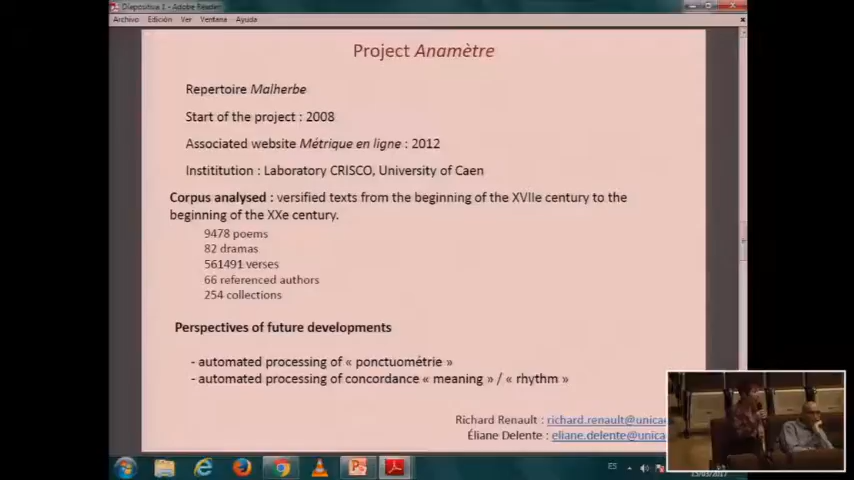 Diapositiva 1 - Adobe Reader
Archivo Edición Ver Ventana Ayuda
Project Anamètre
Repertoire Malherbe
Start of the project : 2008
Associated website Métrique en ligne : 2012
Instititution : Laboratory CRISCO, University of Caen
Corpus analysed : versified texts from the beginning of the XVIIe century to the
beginning of the XXe century.
9478 poems
82 dramas
561491 verses
66 referenced authors
254 collections
Perspectives of future developments
- automated processing of « ponctuométrie »
- automated processing of concordance « meaning » / « rhythm »
Richard Renault : richard.renault@unica
Éliane Delente : eliane.delente@unica
ES